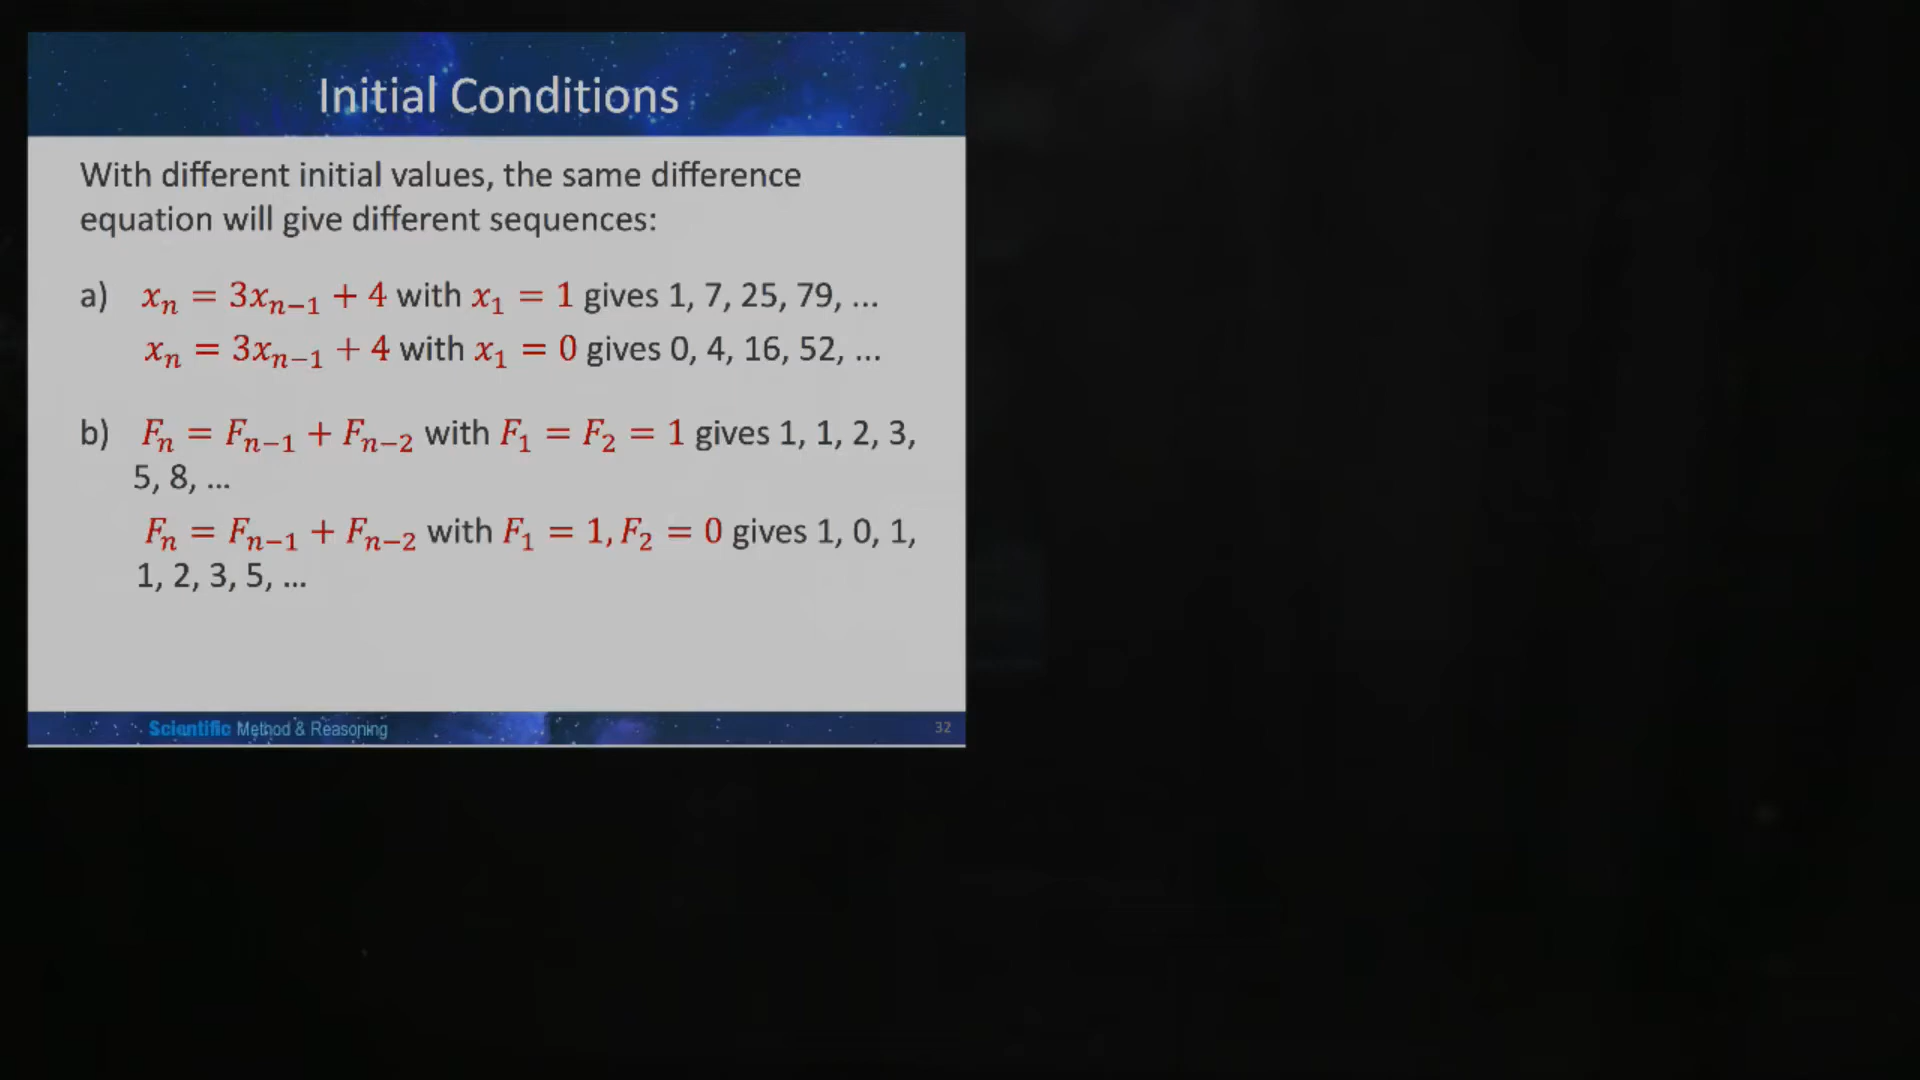 Initial Conditions
With different initial values, the same difference
equation will give different sequences:
a) xₙ = 3xₙ₋₁ + 4 with x₁ = 1 gives 1, 7, 25, 79, ...
xₙ = 3xₙ₋₁ + 4 with x₁ = 0 gives 0, 4, 16, 52, ...
b) Fₙ = Fₙ₋₁ + Fₙ₋₂ with F₁ = F₂ = 1 gives 1, 1, 2, 3,
5, 8, ...
Fₙ = Fₙ₋₁ + Fₙ₋₂ with F₁ = 1, F₂ = 0 gives 1, 0, 1,
1, 2, 3, 5, ...
Scientific Method & Reasoning
32